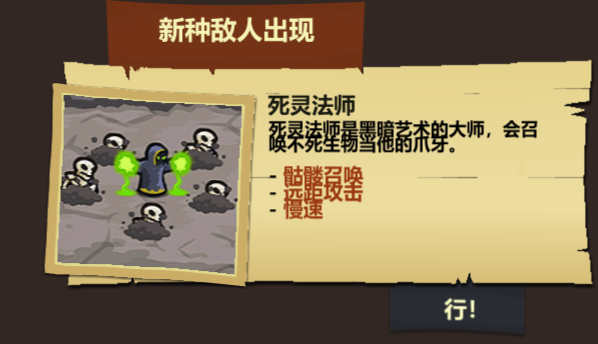 新种敌人出现
死灵法师
死灵法师是黑暗艺术的大师，会召
唤不死生物当他的爪牙。
- 骷髅召唤
- 远距攻击
- 慢速
行！